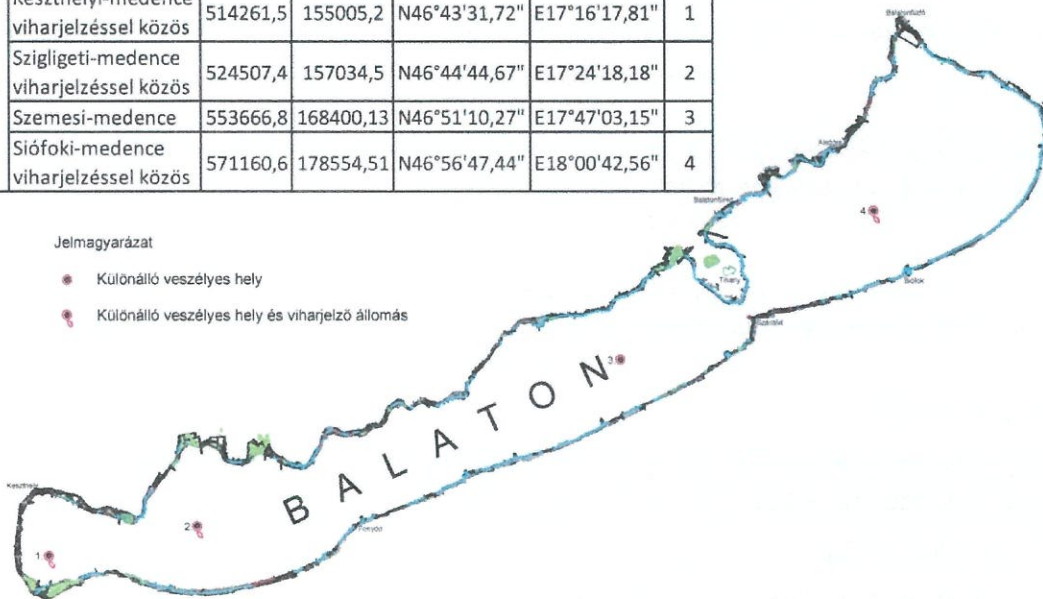 Keszthelyi-medence
viharjelzéssel közös 514261,5 155005,2 N46°43'31,72" E17°16'17,81" 1
Szigligeti-medence
viharjelzéssel közös 524507,4 157034,5 N46°44'44,67" E17°24'18,18" 2
Szemesi-medence 553666,8 168400,13 N46°51'10,27" E17°47'03,15" 3
Siófoki-medence
viharjelzéssel közös 571160,6 178554,51 N46°56'47,44" E18°00'42,56" 4
Balatonfűzfő
Alsóörs
Balatonfüred
4
Jelmagyarázat
Különálló veszélyes hely
Különálló veszélyes hely és viharjelző állomás
Tihany
Siófok
Szántód
3
BALATON
Keszthely
2
Fonyód
1